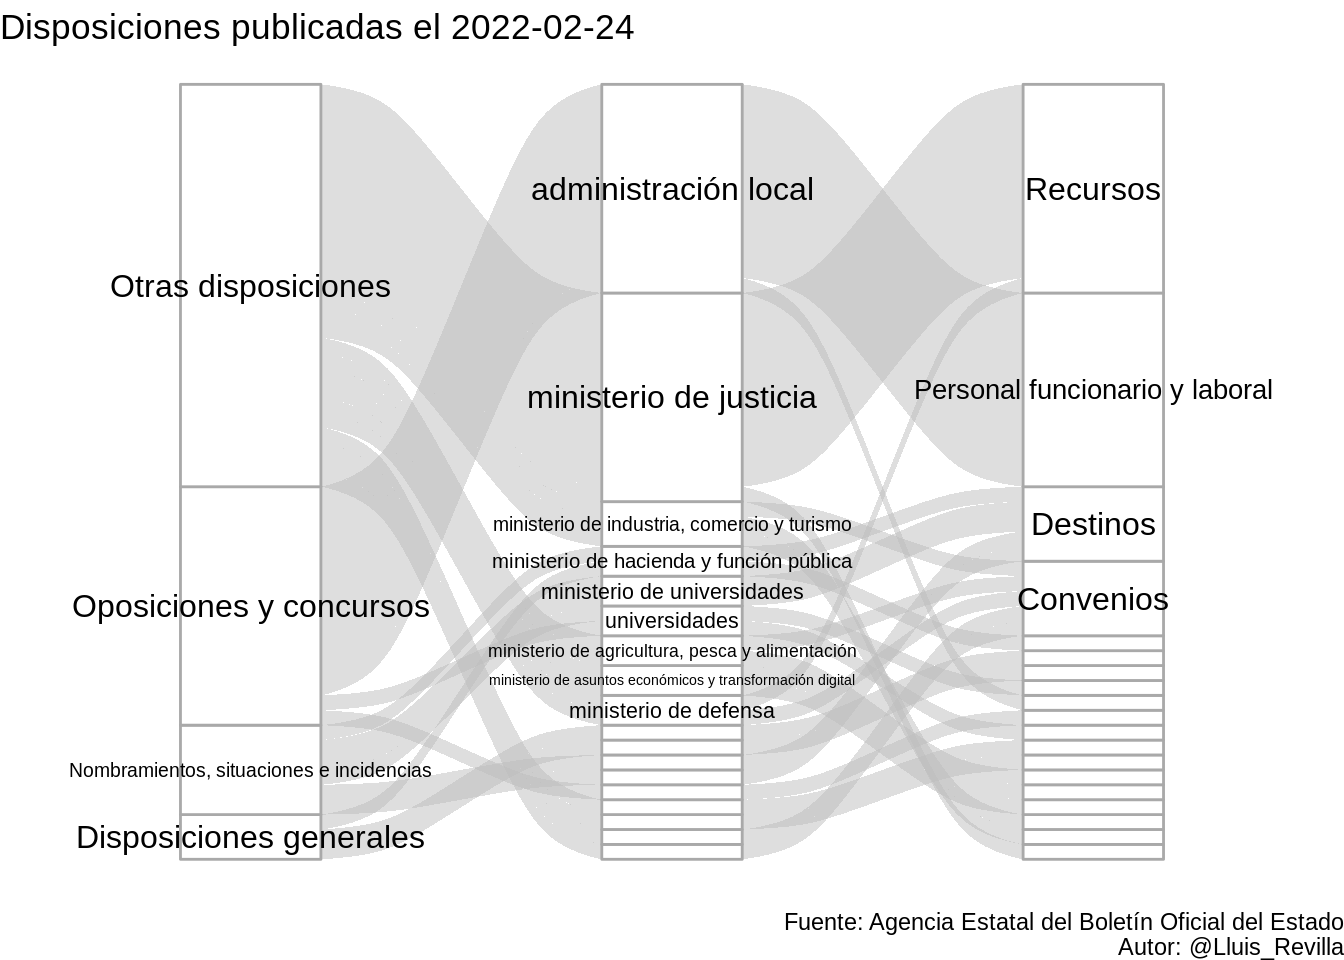 Disposiciones publicadas el 2022-02-24
Otras disposiciones
Oposiciones y concursos
Nombramientos, situaciones e incidencias
Disposiciones generales
administración local
ministerio de justicia
ministerio de industria, comercio y turismo
ministerio de hacienda y función pública
ministerio de universidades
universidades
ministerio de agricultura, pesca y alimentación
ministerio de asuntos económicos y transformación digital
ministerio de defensa
Recursos
Personal funcionario y laboral
Destinos
Convenios
Fuente: Agencia Estatal del Boletín Oficial del Estado
Autor: @Lluis_Revilla